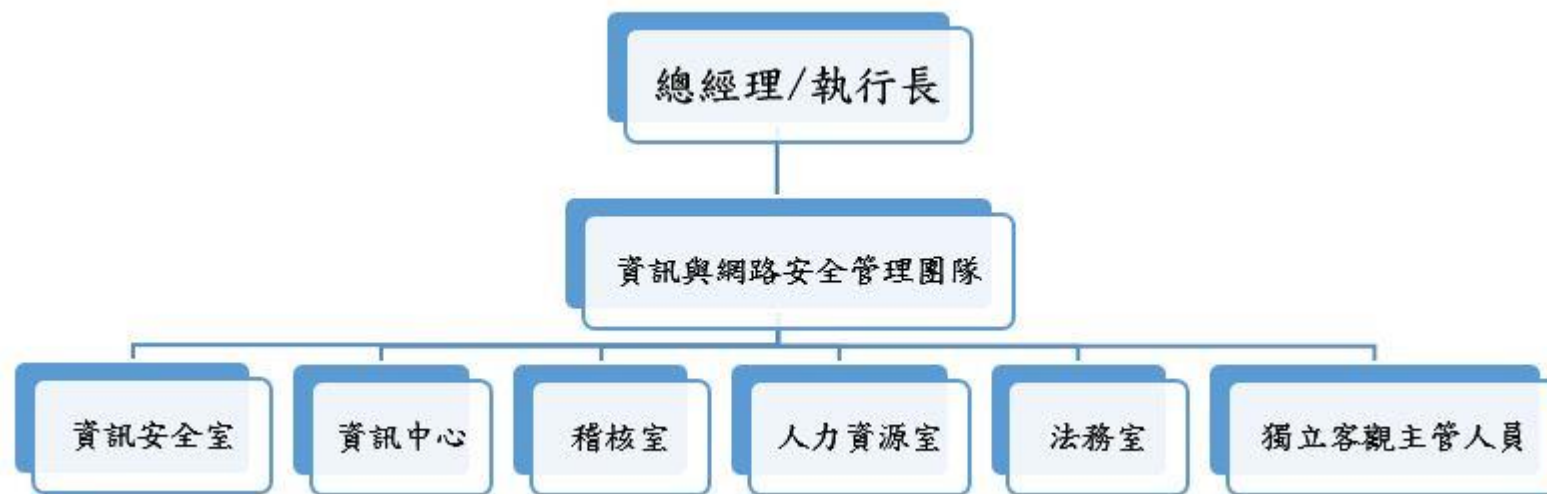 總經理/執行長
資訊與網路安全管理團隊
資訊安全室
資訊中心
稽核室
人力資源室
法務室
獨立客觀主管人員